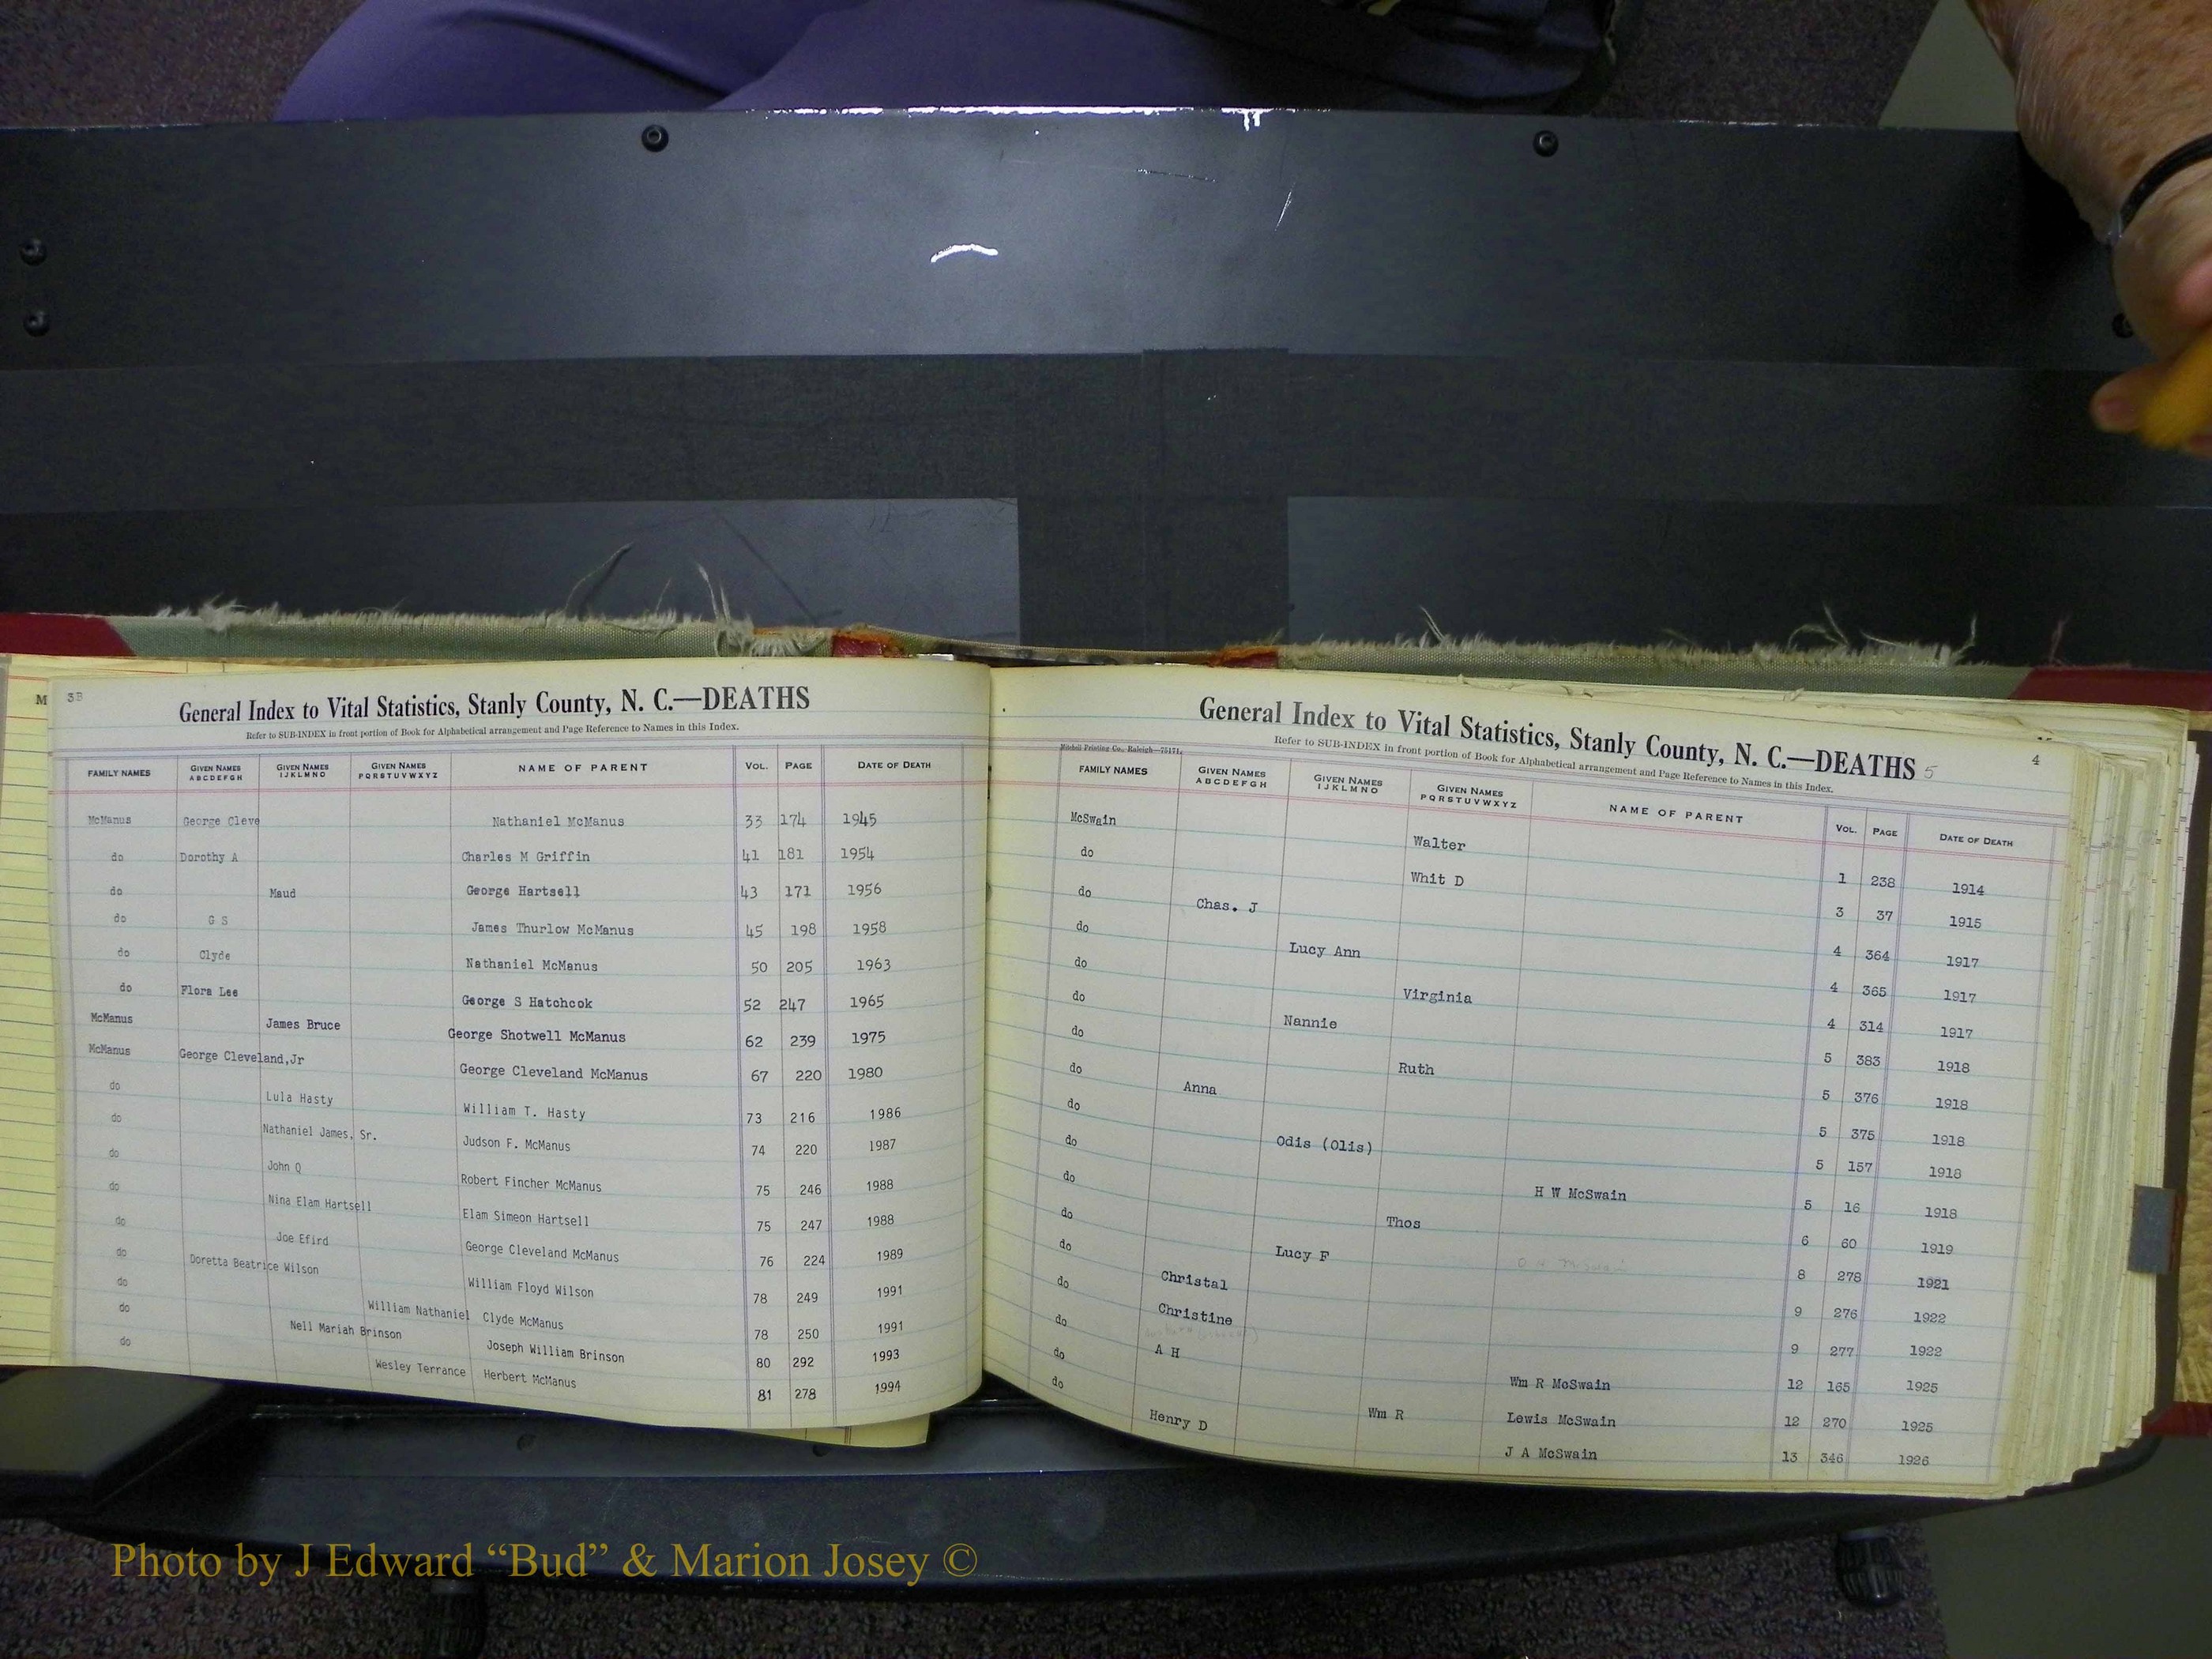 M
3B
General Index to Vital Statistics, Stanly County, N. C.—DEATHS
Refer to SUB-INDEX in front portion of Book for Alphabetical arrangement and Page Reference to Names in this Index.
FAMILY NAMES GIVEN NAMES ABCDEFGH GIVEN NAMES IJKLMNO GIVEN NAMES PQRSTUVWXYZ NAME OF PARENT VOL. PAGE DATE OF DEATH
McManus George Cleve Nathaniel McManus 33 174 1945
do Dorothy A Charles M Griffin 41 181 1954
do Maud George Hartsell 43 171 1956
do G S James Thurlow McManus 45 198 1958
do Clyde Nathaniel McManus 50 205 1963
do Flora Lee George S Hatchcok 52 247 1965
McManus James Bruce George Shotwell McManus 62 239 1975
McManus George Cleveland,Jr George Cleveland McManus 67 220 1980
do Lula Hasty William T. Hasty 73 216 1986
do Nathaniel James, Sr. Judson F. McManus 74 220 1987
do John Q Robert Fincher McManus 75 246 1988
do Nina Elam Hartsell Elam Simeon Hartsell 75 247 1988
do Joe Efird George Cleveland McManus 76 224 1989
do Doretta Beatrice Wilson William Floyd Wilson 78 249 1991
do William Nathaniel Clyde McManus 78 250 1991
do Nell Mariah Brinson Joseph William Brinson 80 292 1993
do Wesley Terrance Herbert McManus 81 278 1994
General Index to Vital Statistics, Stanly County, N. C.—DEATHS 5
4
Refer to SUB-INDEX in front portion of Book for Alphabetical arrangement and Page Reference to Names in this Index.
Mitchell Printing Co., Raleigh—75171.
FAMILY NAMES GIVEN NAMES ABCDEFGH GIVEN NAMES IJKLMNO GIVEN NAMES PQRSTUVWXYZ NAME OF PARENT VOL. PAGE DATE OF DEATH
McSwain Walter 1 238 1914
do Whit D 3 37 1915
do Chas. J 4 364 1917
do Lucy Ann 4 365 1917
do Virginia 4 314 1917
do Nannie 5 383 1918
do Ruth 5 376 1918
do Anna 5 375 1918
do Odis (Olis) 5 157 1918
do H W McSwain 5 16 1918
do Thos 6 60 1919
do Lucy F 8 278 1921
do Christal 9 276 1922
do Christine 9 277 1922
do A H Wm R McSwain 12 165 1925
do Wm R Lewis McSwain 12 270 1925
do Henry D J A McSwain 13 346 1926
Photo by J Edward “Bud” & Marion Josey ©